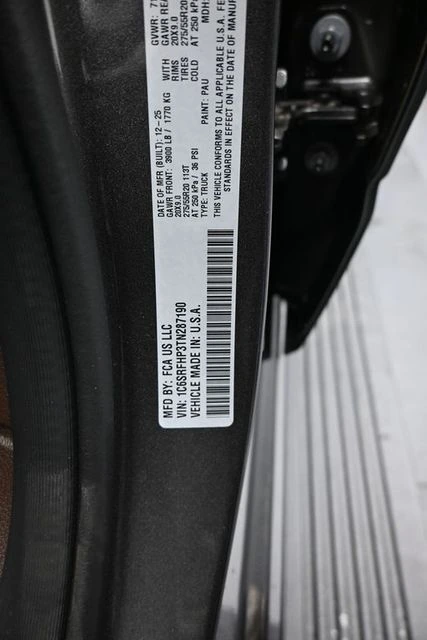 MFD BY: FCA US LLC
DATE OF MFR (BUILT): 12-25
GVWR:
GAWR FRONT: 3900 LB / 1770 KG
WITH
GAWR REA
20X9.0
RIMS
20X9.0
275/55R20 113T
TIRES
275/55R20
AT 250 kPa / 36 PSI
COLD
AT 250 KPA
VIN: 1C6SRFHP3TN287190
TYPE: TRUCK
PAINT: PAU
MDH:
VEHICLE MADE IN: U.S.A.
THIS VEHICLE CONFORMS TO ALL APPLICABLE U.S.A. FE
STANDARDS IN EFFECT ON THE DATE OF MANUF